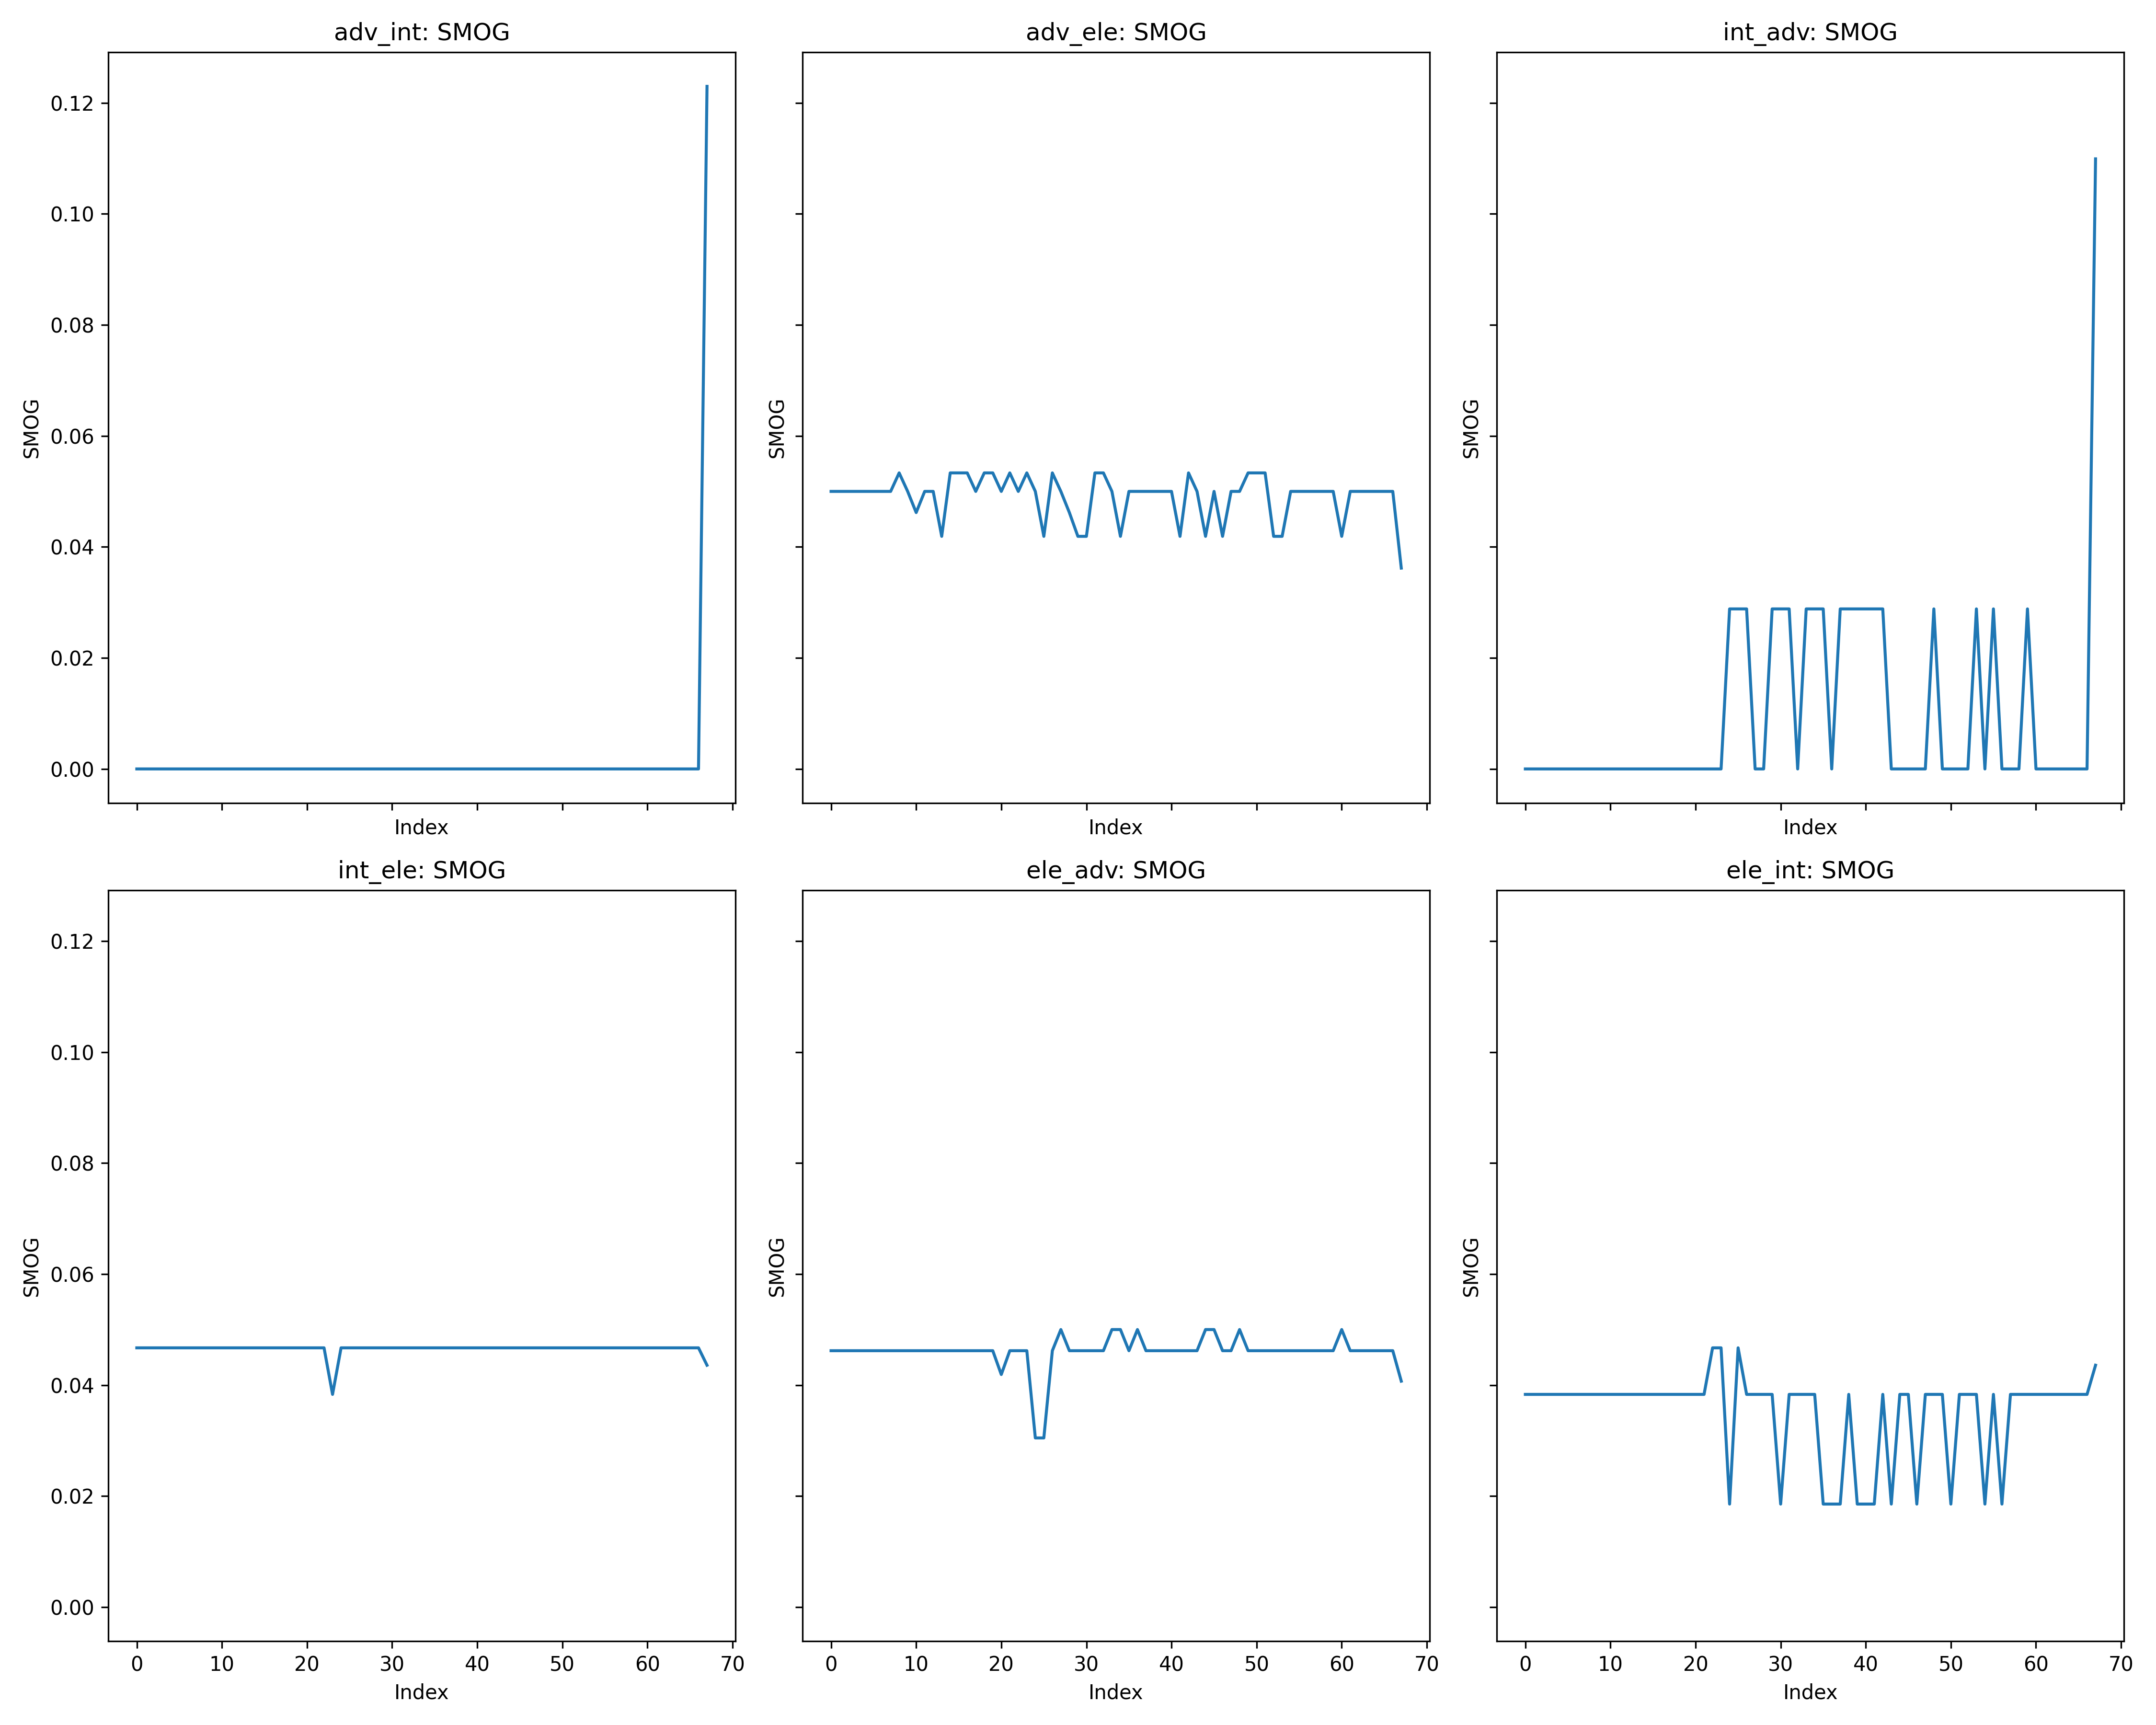 adv_int: SMOG
adv_ele: SMOG
int_adv: SMOG
0.12
0.10
0.08
0.06
0.04
0.02
0.00
SMOG
SMOG
SMOG
Index
Index
Index
int_ele: SMOG
ele_adv: SMOG
ele_int: SMOG
0.12
0.10
0.08
0.06
0.04
0.02
0.00
SMOG
SMOG
SMOG
0 10 20 30 40 50 60 70
0 10 20 30 40 50 60 70
0 10 20 30 40 50 60 70
Index
Index
Index